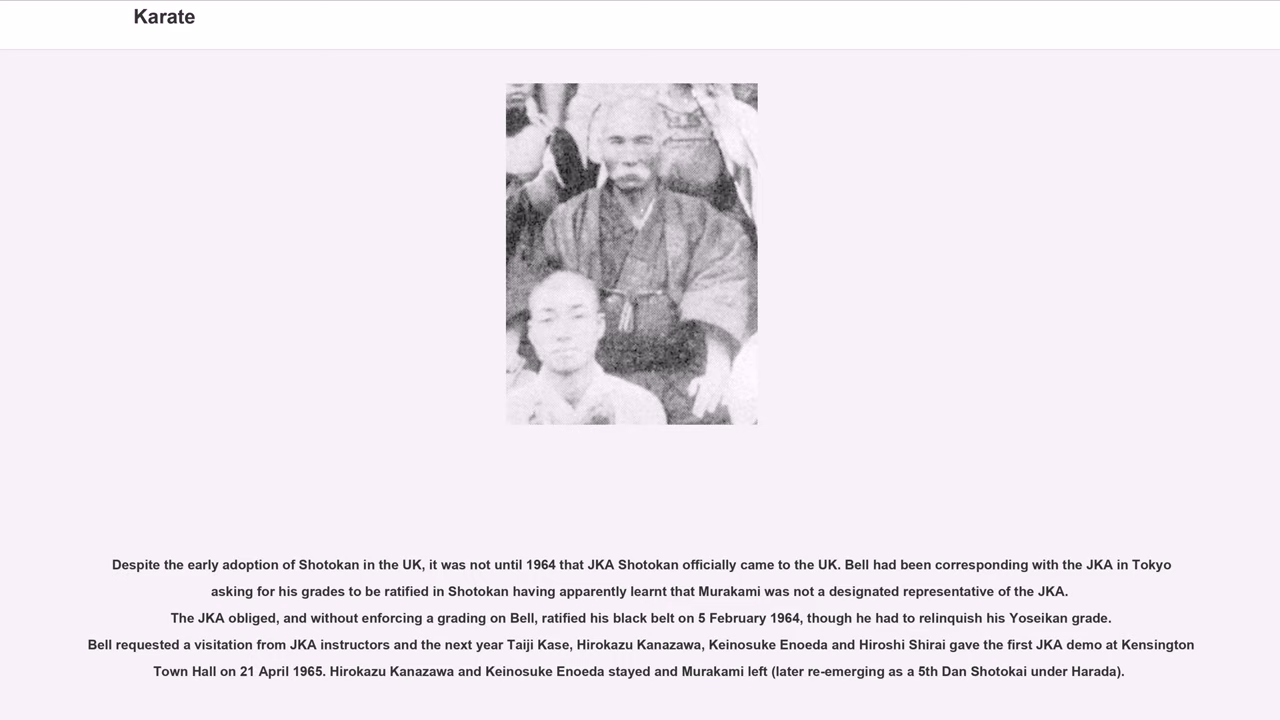 Karate
Despite the early adoption of Shotokan in the UK, it was not until 1964 that JKA Shotokan officially came to the UK. Bell had been corresponding with the JKA in Tokyo
asking for his grades to be ratified in Shotokan having apparently learnt that Murakami was not a designated representative of the JKA.
The JKA obliged, and without enforcing a grading on Bell, ratified his black belt on 5 February 1964, though he had to relinquish his Yoseikan grade.
Bell requested a visitation from JKA instructors and the next year Taiji Kase, Hirokazu Kanazawa, Keinosuke Enoeda and Hiroshi Shirai gave the first JKA demo at Kensington
Town Hall on 21 April 1965. Hirokazu Kanazawa and Keinosuke Enoeda stayed and Murakami left (later re-emerging as a 5th Dan Shotokai under Harada).